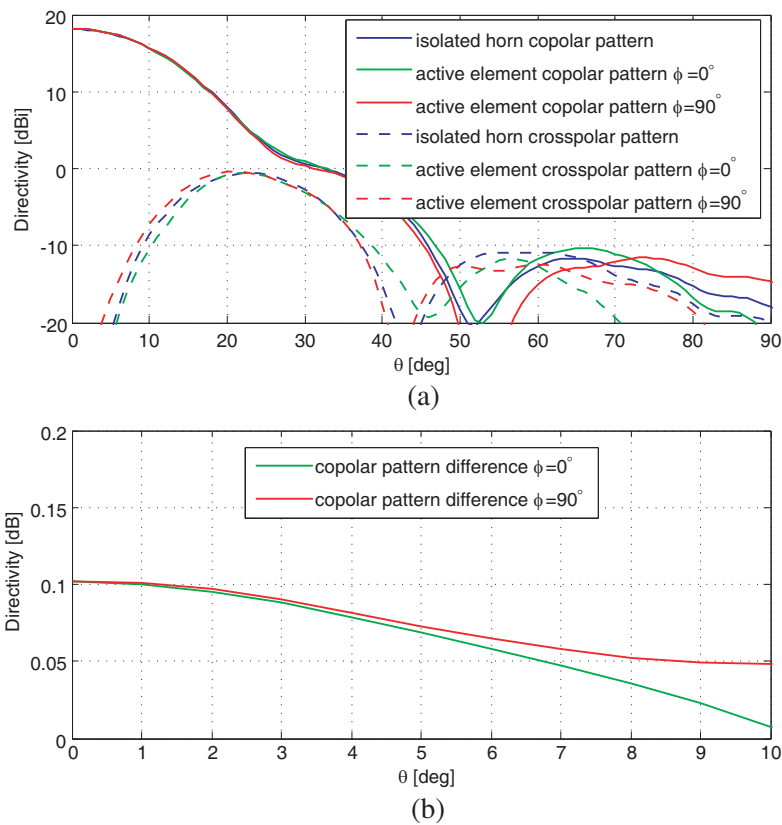 20
10
0
-10
-20
Directivity [dBi]
isolated horn copolar pattern
active element copolar pattern ϕ=0°
active element copolar pattern ϕ=90°
isolated horn crosspolar pattern
active element crosspolar pattern ϕ=0°
active element crosspolar pattern ϕ=90°
0 10 20 30 40 50 60 70 80 90
θ [deg]
(a)
0.2
0.15
0.1
0.05
0
Directivity [dB]
copolar pattern difference ϕ=0°
copolar pattern difference ϕ=90°
0 1 2 3 4 5 6 7 8 9 10
θ [deg]
(b)